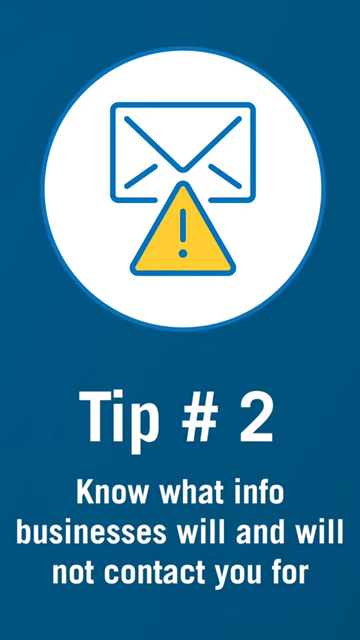 Tip # 2
Know what info
businesses will and will
not contact you for